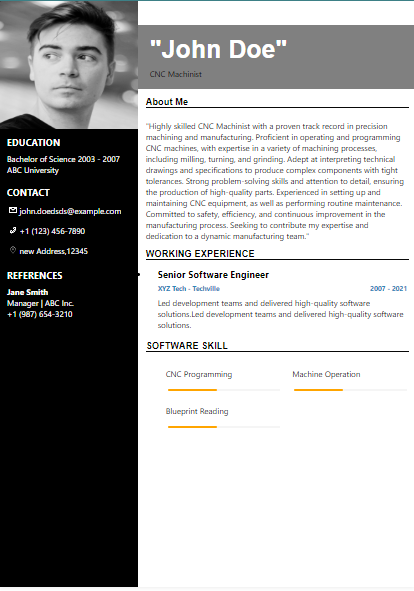 "John Doe"
CNC Machinist
EDUCATION
Bachelor of Science 2003 - 2007
ABC University
CONTACT
john.doedsds@example.com
+1 (123) 456-7890
new Address,12345
REFERENCES
Jane Smith
Manager | ABC Inc.
+1 (987) 654-3210
About Me
"Highly skilled CNC Machinist with a proven track record in precision
machining and manufacturing. Proficient in operating and programming
CNC machines, with expertise in a variety of machining processes,
including milling, turning, and grinding. Adept at interpreting technical
drawings and specifications to produce complex components with tight
tolerances. Strong problem-solving skills and attention to detail, ensuring
the production of high-quality parts. Experienced in setting up and
maintaining CNC equipment, as well as performing routine maintenance.
Committed to safety, efficiency, and continuous improvement in the
manufacturing process. Seeking to contribute my expertise and
dedication to a dynamic manufacturing team."
WORKING EXPERIENCE
Senior Software Engineer
XYZ Tech - Techville 2007 - 2021
Led development teams and delivered high-quality software
solutions.Led development teams and delivered high-quality software
solutions.
SOFTWARE SKILL
CNC Programming Machine Operation
Blueprint Reading